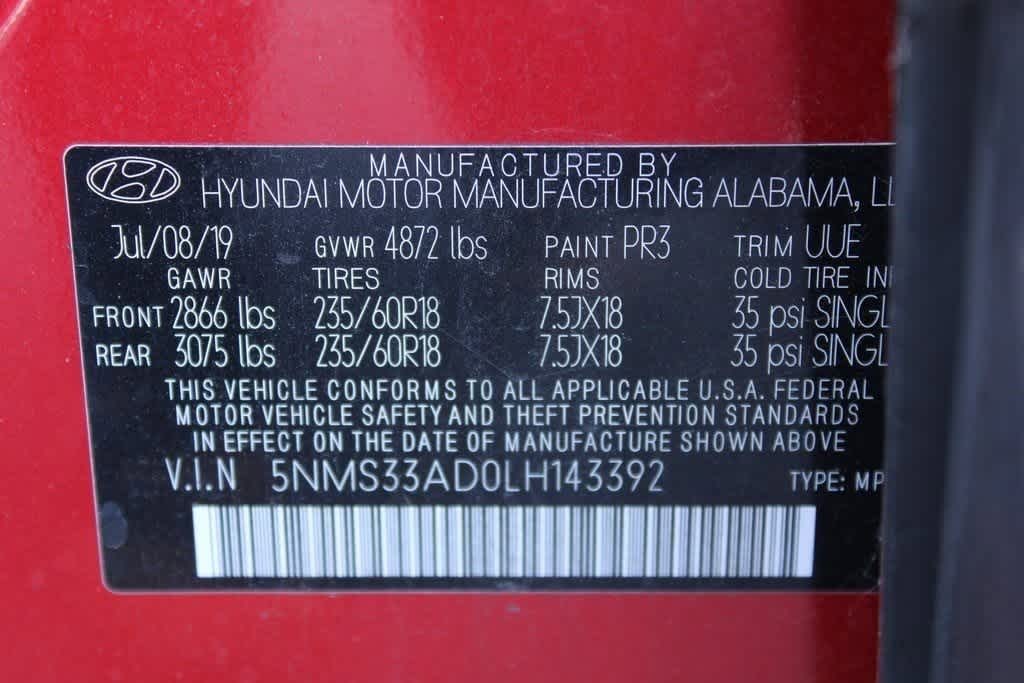 MANUFACTURED BY
HYUNDAI MOTOR MANUFACTURING ALABAMA, LL
Jul/08/19 GVWR 4872 lbs PAINT PR3 TRIM UUE
GAWR TIRES RIMS COLD TIRE IN
FRONT 2866 lbs 235/60R18 7.5JX18 35 psi SINGL
REAR 3075 lbs 235/60R18 7.5JX18 35 psi SINGL
THIS VEHICLE CONFORMS TO ALL APPLICABLE U.S.A. FEDERAL
MOTOR VEHICLE SAFETY AND THEFT PREVENTION STANDARDS
IN EFFECT ON THE DATE OF MANUFACTURE SHOWN ABOVE
V.I.N 5NMS33AD0LH143392 TYPE: MP